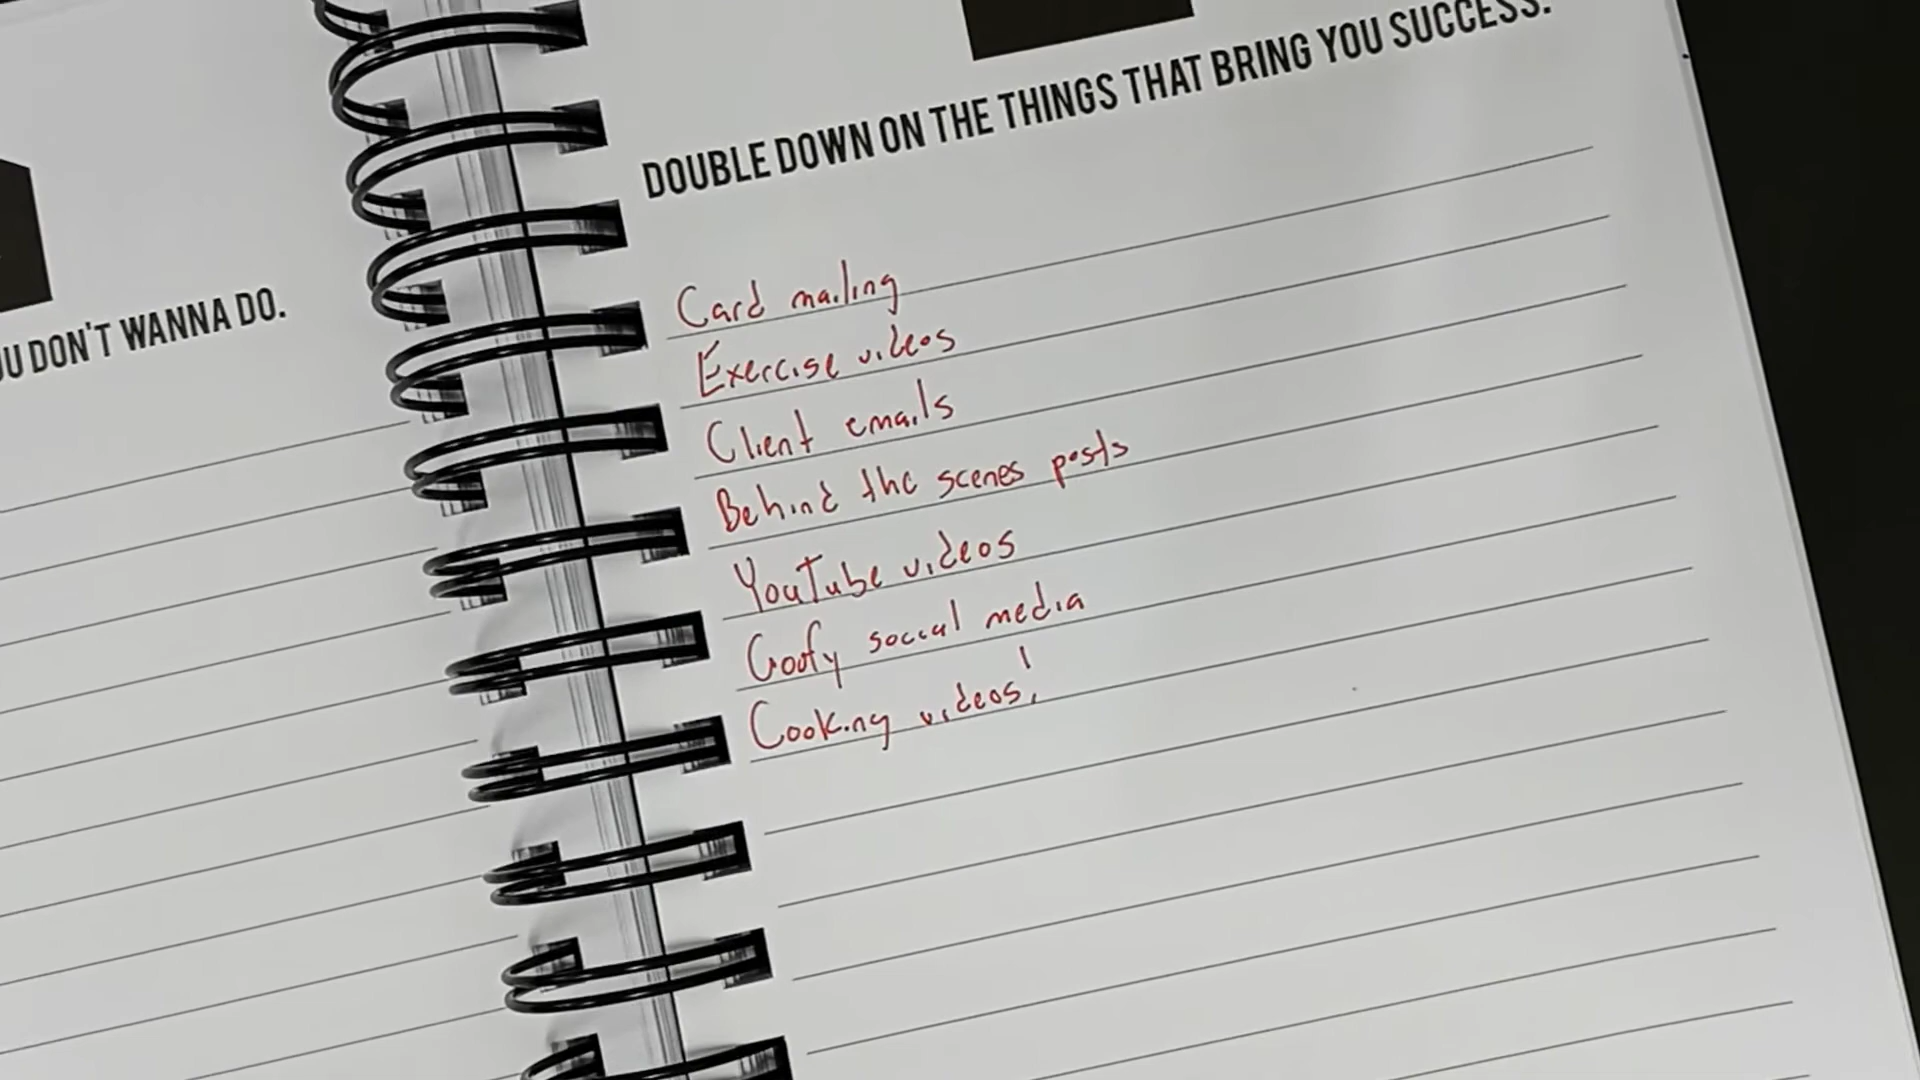 U DON'T WANNA DO.
DOUBLE DOWN ON THE THINGS THAT BRING YOU SUCCESS.
Card mailing
Exercise videos
Client emails
Behind the scenes posts
YouTube videos
Goofy social media
Cooking videos!